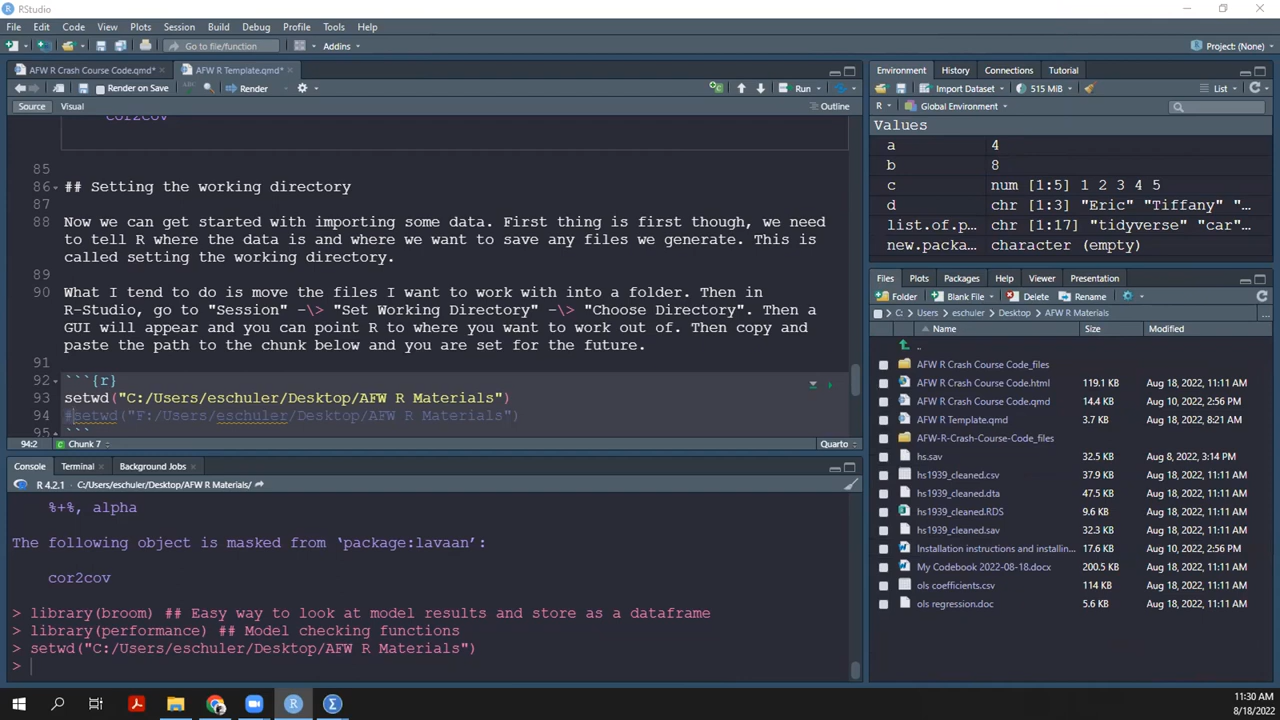 RStudio
File Edit Code View Plots Session Build Debug Profile Tools Help
Go to file/function Addins Project: (None)
AFW R Crash Course Code.qmd* AFW R Template.qmd*
Render on Save Render Run
Source Visual Outline
cor2cov
85
86 ## Setting the working directory
87
88 Now we can get started with importing some data. First thing is first though, we need
to tell R where the data is and where we want to save any files we generate. This is
called setting the working directory.
89
90 What I tend to do is move the files I want to work with into a folder. Then in
R-Studio, go to "Session" -\> "Set Working Directory" -\> "Choose Directory". Then a
GUI will appear and you can point R to where you want to work out of. Then copy and
paste the path to the chunk below and you are set for the future.
91
92 ```{r}
93 setwd("C:/Users/eschuler/Desktop/AFW R Materials")
94 #setwd("F:/Users/eschuler/Desktop/AFW R Materials")
95 ```
94:2 Chunk 7 Quarto
Console Terminal Background Jobs
R 4.2.1 · C:/Users/eschuler/Desktop/AFW R Materials/
%+%, alpha
The following object is masked from ‘package:lavaan’:
cor2cov
> library(broom) ## Easy way to look at model results and store as a dataframe
> library(performance) ## Model checking functions
> setwd("C:/Users/eschuler/Desktop/AFW R Materials")
>
Environment History Connections Tutorial
Import Dataset 515 MiB List
R Global Environment
Values
a 4
b 8
c num [1:5] 1 2 3 4 5
d chr [1:3] "Eric" "Tiffany" "…
list.of.p… chr [1:17] "tidyverse" "car"…
new.packa… character (empty)
Files Plots Packages Help Viewer Presentation
Folder Blank File Delete Rename
C: Users eschuler Desktop AFW R Materials ...
Name Size Modified
..
AFW R Crash Course Code_files
AFW R Crash Course Code.html 119.1 KB Aug 18, 2022, 11:11 AM
AFW R Crash Course Code.qmd 14.4 KB Aug 10, 2022, 2:56 PM
AFW R Template.qmd 3.7 KB Aug 18, 2022, 8:21 AM
AFW-R-Crash-Course-Code_files
hs.sav 32.5 KB Aug 8, 2022, 3:14 PM
hs1939_cleaned.csv 37.9 KB Aug 18, 2022, 11:11 AM
hs1939_cleaned.dta 47.5 KB Aug 18, 2022, 11:11 AM
hs1939_cleaned.RDS 9.6 KB Aug 18, 2022, 11:11 AM
hs1939_cleaned.sav 32.3 KB Aug 18, 2022, 11:11 AM
Installation instructions and installin... 17.6 KB Aug 10, 2022, 2:56 PM
My Codebook 2022-08-18.docx 200.5 KB Aug 18, 2022, 11:11 AM
ols coefficients.csv 114 KB Aug 18, 2022, 11:11 AM
ols regression.doc 5.6 KB Aug 18, 2022, 11:11 AM
11:30 AM
8/18/2022